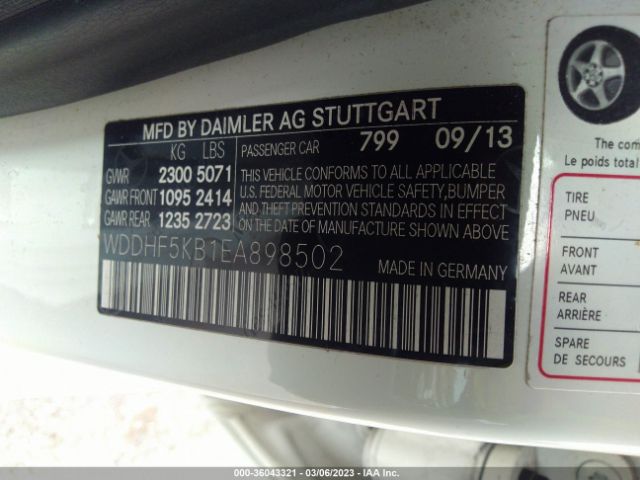 MFD BY DAIMLER AG STUTTGART
KG LBS
PASSENGER CAR 799 09/13
GVWR 2300 5071
GAWR FRONT 1095 2414
GAWR REAR 1235 2723
THIS VEHICLE CONFORMS TO ALL APPLICABLE
U.S. FEDERAL MOTOR VEHICLE SAFETY, BUMPER
AND THEFT PREVENTION STANDARDS IN EFFECT
ON THE DATE OF MANUFACTURE SHOWN ABOVE.
WDDHF5KB1EA898502
MADE IN GERMANY
The com
Le poids total
TIRE
PNEU
FRONT
AVANT
REAR
ARRIÈRE
SPARE
DE SECOURS
000-36043321 - 03/06/2023 - IAA Inc.